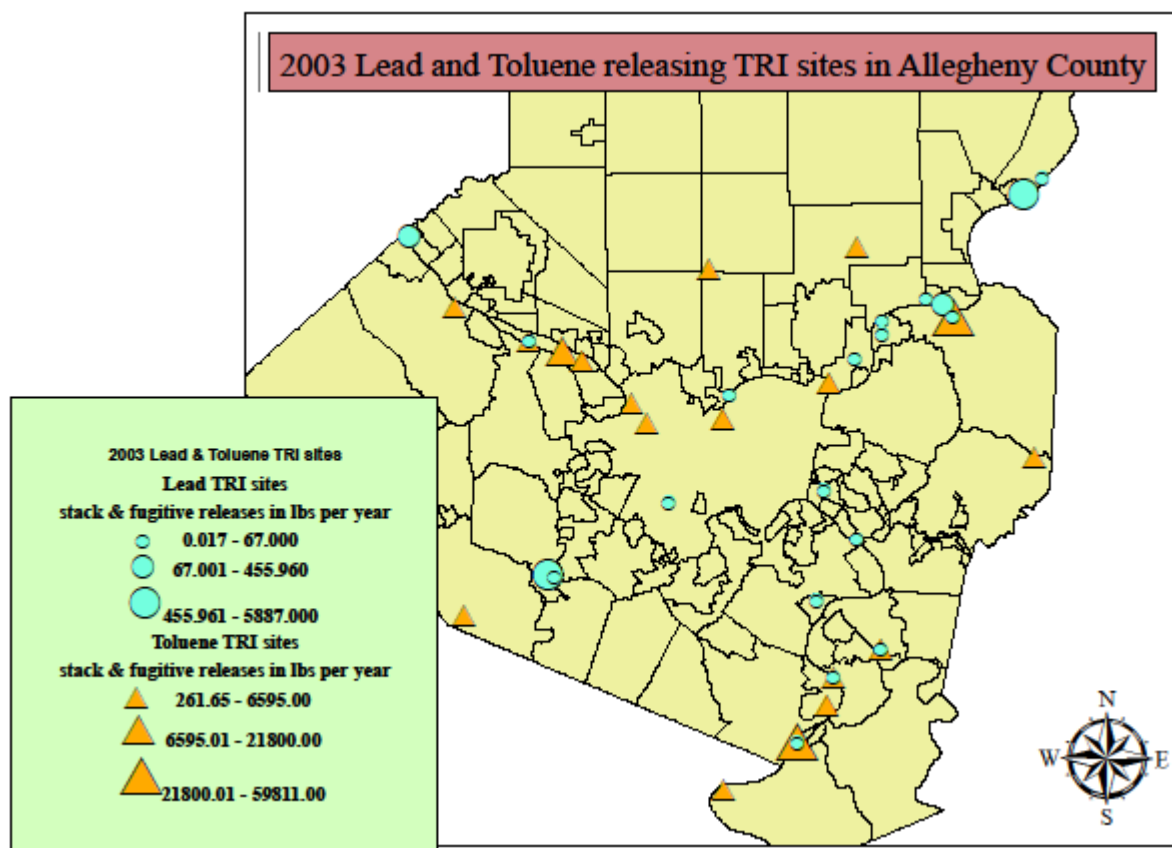 2003 Lead and Toluene releasing TRI sites in Allegheny County
2003 Lead & Toluene TRI sites
Lead TRI sites
stack & fugitive releases in lbs per year
0.017 - 67.000
67.001 - 455.960
455.961 - 5887.000
Toluene TRI sites
stack & fugitive releases in lbs per year
261.65 - 6595.00
6595.01 - 21800.00
21800.01 - 59811.00
N
W E
S